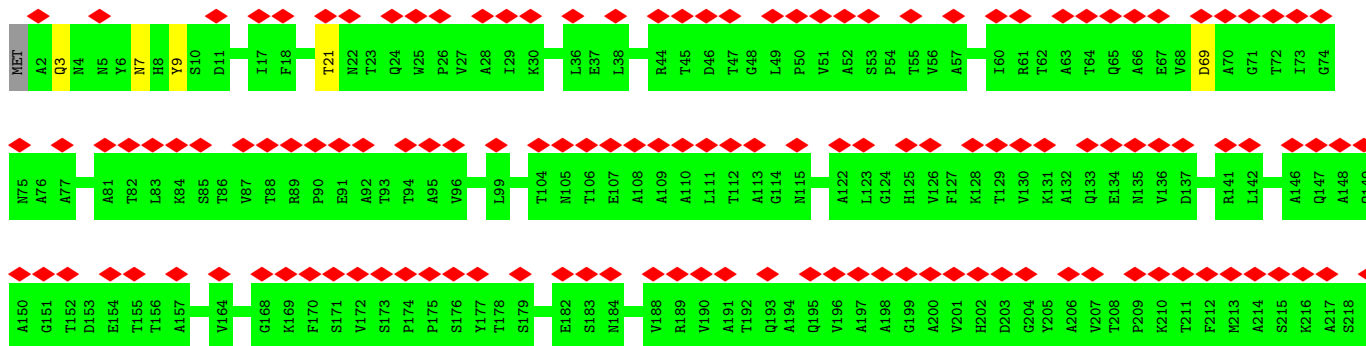 MET A2 Q3 N4 N5 Y6 N7 H8 Y9 S10 D11 I17 F18 T21 N22 T23 Q24 W25 P26 V27 A28 I29 K30 L36 E37 L38 R44 T45 D46 T47 G48 L49 P50 V51 A52 S53 P54 T55 V56 A57 I60 R61 T62 A63 T64 Q65 A66 E67 V68 D69 A70 G71 T72 I73 G74
N75 A76 A77 A81 T82 L83 K84 S85 T86 V87 T88 R89 P90 E91 A92 T93 T94 A95 V96 L99 T104 N105 T106 E107 A108 A109 A110 L111 T112 A113 G114 N115 A122 L123 G124 H125 V126 F127 K128 T129 V130 K131 A132 Q133 E134 N135 V136 D137 R141 L142 A146 Q147 A148
A150 G151 T152 D153 E154 T155 T156 A157 V164 G168 K169 F170 S171 V172 S173 P174 P175 S176 Y177 T178 S179 E182 S183 N184 V188 R189 V190 A191 T192 Q193 A194 Q195 V196 A197 A198 G199 A200 V201 H202 D203 G204 Y205 A206 V207 T208 P209 K210 T211 F212 M213 A214 S215 K216 A217 S218